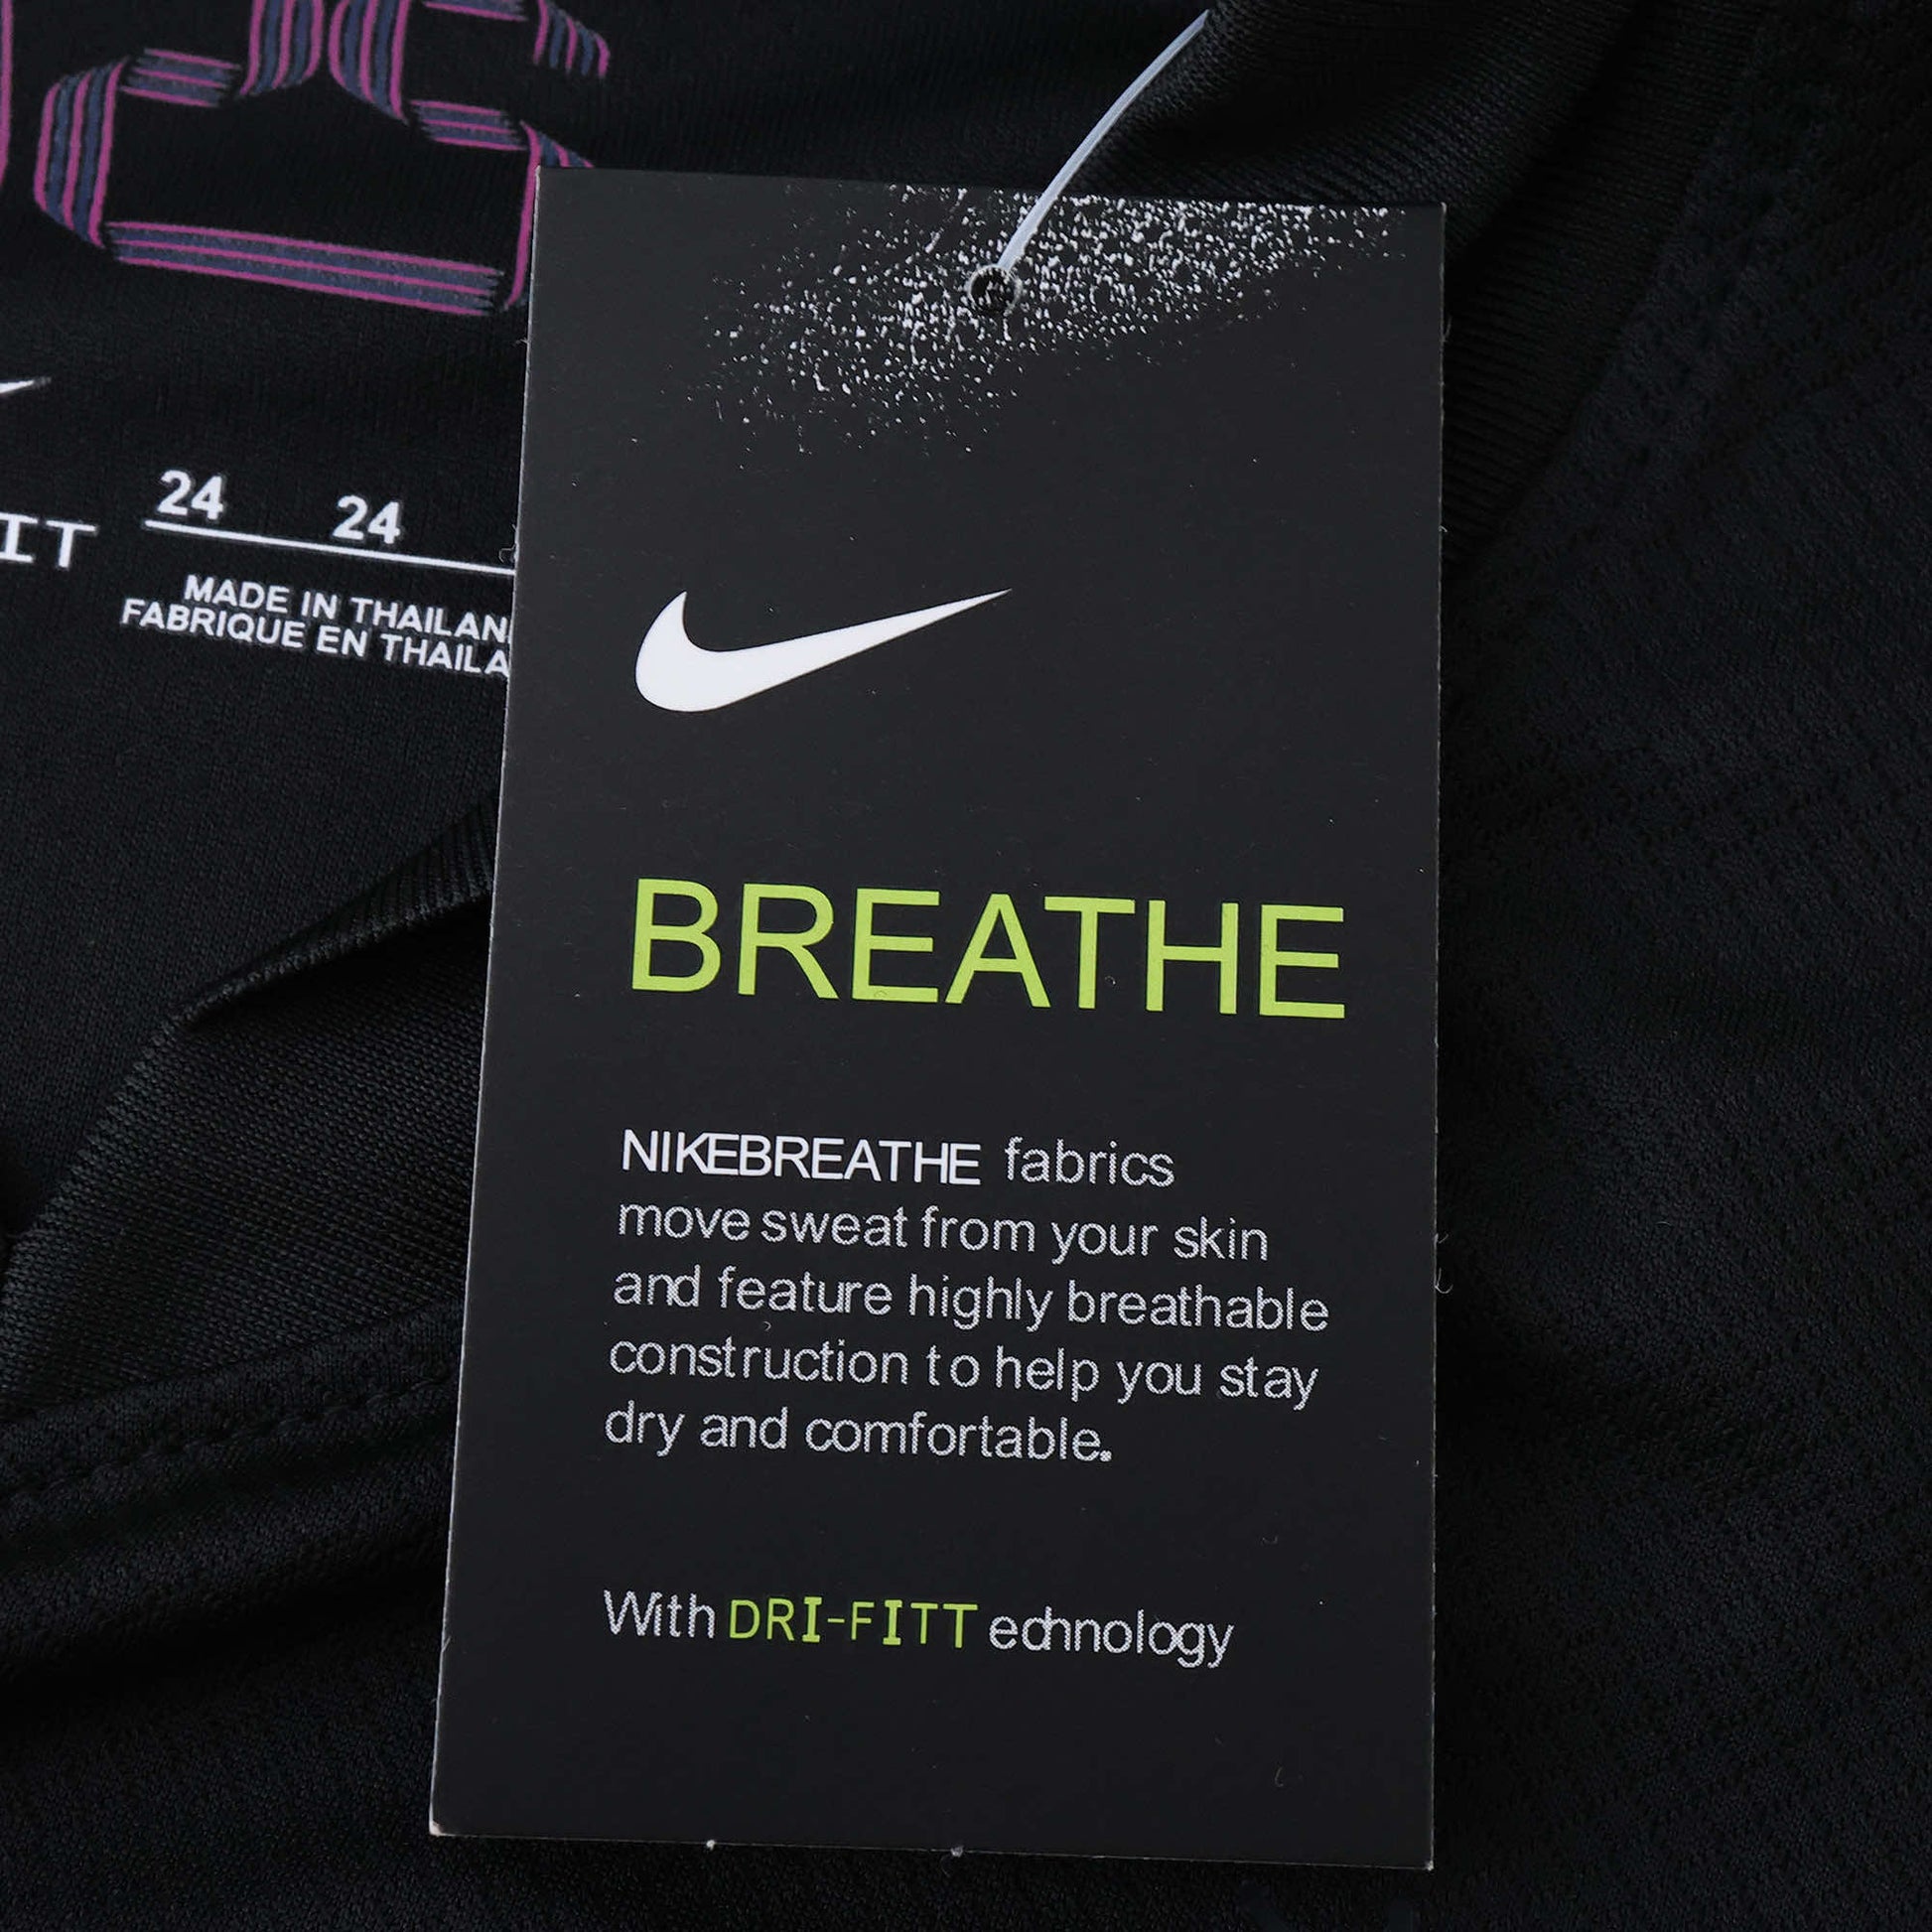 IT
24 24
MADE IN THAILAN
FABRIQUE EN THAILA
BREATHE
NIKEBREATHE fabrics
move sweat from your skin
and feature highly breathable
construction to help you stay
dry and comfortable.
With DRI-FITT echnology